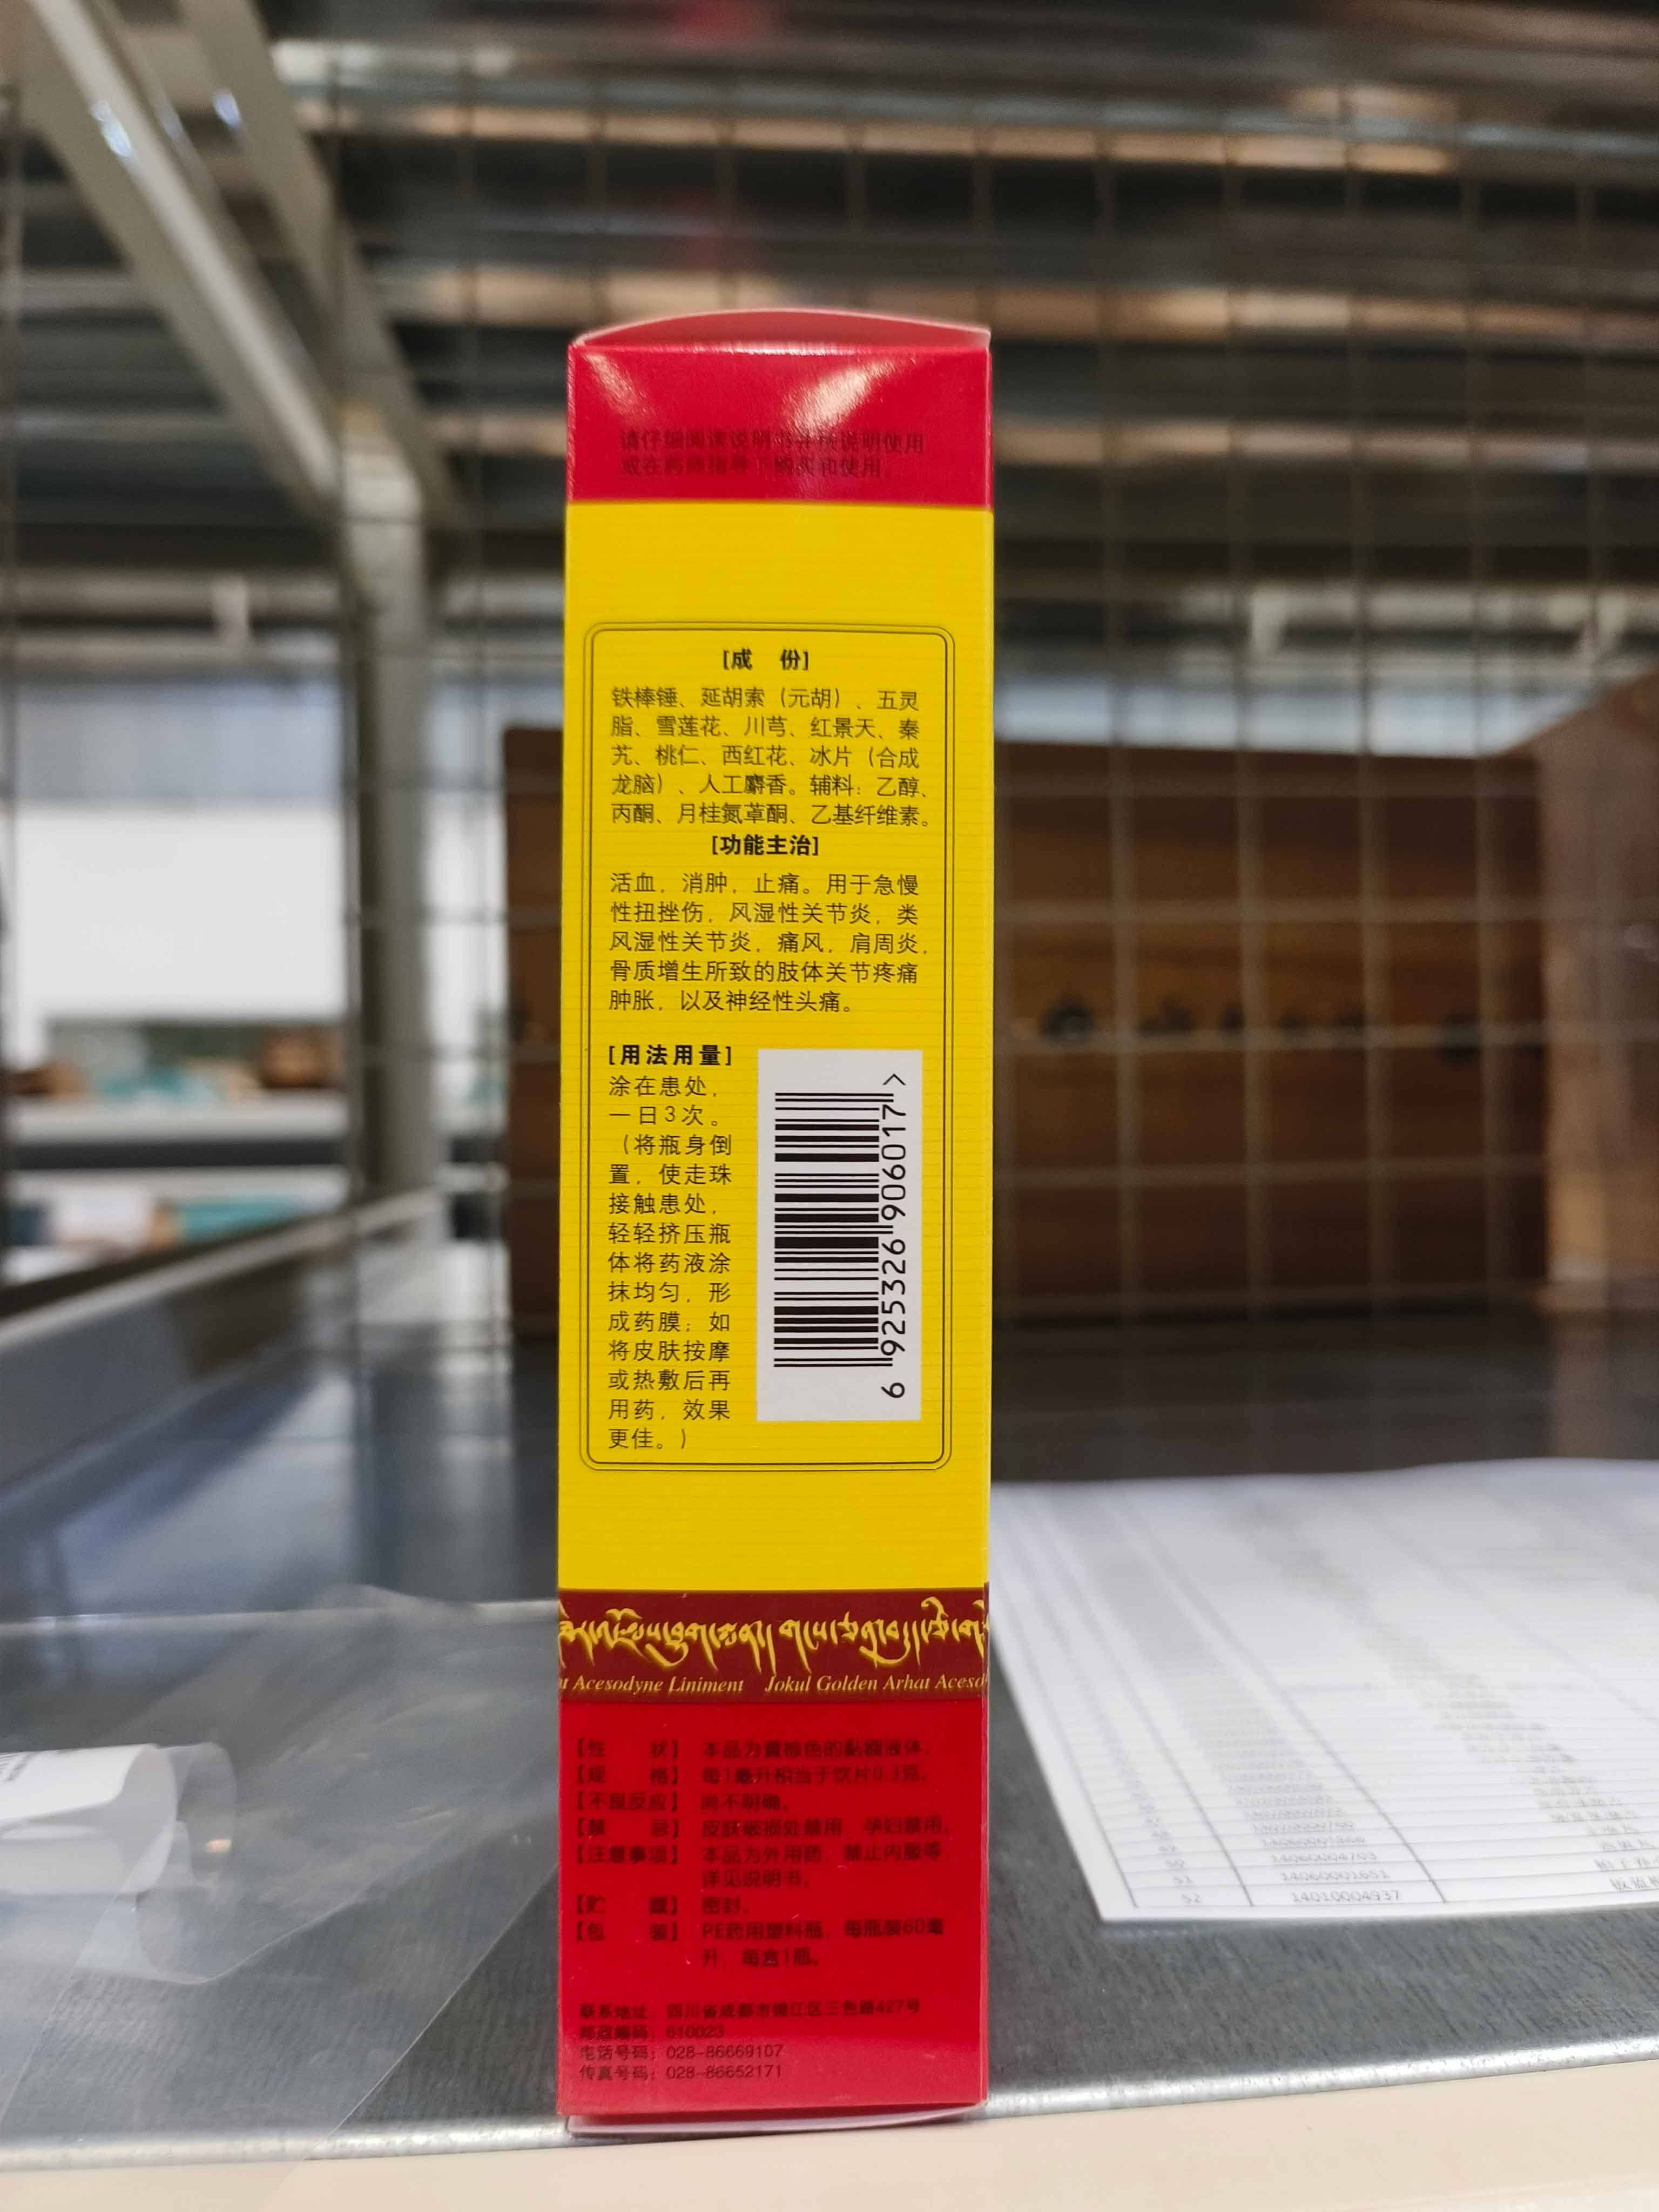 请仔细阅读说明书并按说明使用
或在药师指导下购买和使用。
[成 份]
铁棒锤、延胡索（元胡）、五灵
脂、雪莲花、川芎、红景天、秦
艽、桃仁、西红花、冰片（合成
龙脑）、人工麝香。辅料：乙醇、
丙酮、月桂氮䓬酮、乙基纤维素。
[功能主治]
活血，消肿，止痛。用于急慢
性扭挫伤，风湿性关节炎，类
风湿性关节炎，痛风，肩周炎，
骨质增生所致的肢体关节疼痛
肿胀，以及神经性头痛。
[用法用量]
涂在患处，
一日3次。
（将瓶身倒
置，使走珠
接触患处，
轻轻挤压瓶
体将药液涂
抹均匀，形
成药膜；如
将皮肤按摩
或热敷后再
用药，效果
更佳。）
6 925326 906017 >
Acesodyne Liniment Jokul Golden Arhat Aceso
【性 状】 本品为黄棕色的黏稠液体。
【规 格】 每1毫升相当于饮片0.3克。
【不良反应】 尚不明确。
【禁 忌】 皮肤破损处禁用，孕妇禁用。
【注意事项】 本品为外用药，禁止内服等，
详见说明书。
【贮 藏】 密封。
【包 装】 PE药用塑料瓶，每瓶装60毫
升，每盒1瓶。
联系地址：四川省成都市锦江区三色路427号
邮政编码：610023
电话号码：028-86669107
传真号码：028-86652171
51 14060001651
52 14010004937